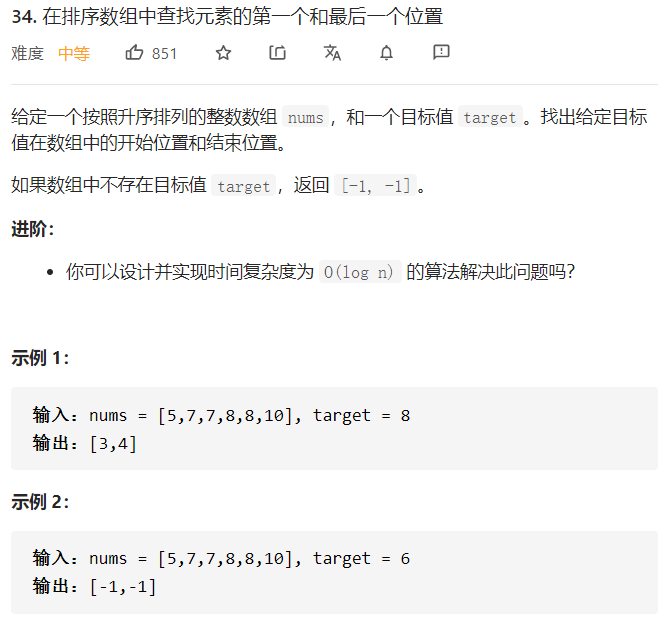 34. 在排序数组中查找元素的第一个和最后一个位置
难度 中等 851
给定一个按照升序排列的整数数组 nums，和一个目标值 target。找出给定目标
值在数组中的开始位置和结束位置。
如果数组中不存在目标值 target，返回 [-1, -1]。
进阶：
• 你可以设计并实现时间复杂度为 O(log n) 的算法解决此问题吗？
示例 1：
输入：nums = [5,7,7,8,8,10], target = 8
输出：[3,4]
示例 2：
输入：nums = [5,7,7,8,8,10], target = 6
输出：[-1,-1]